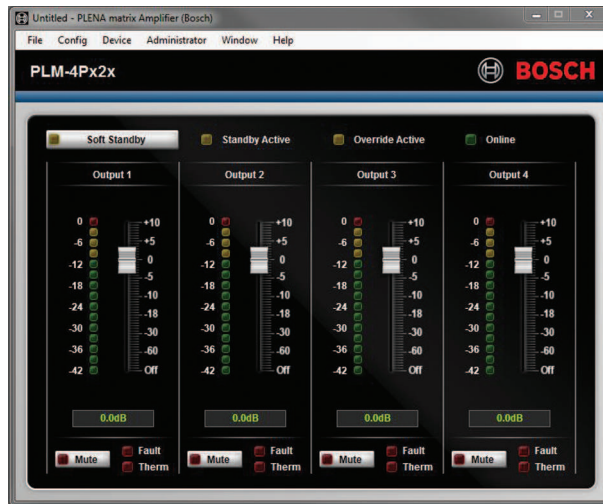 Untitled - PLENA matrix Amplifier (Bosch)
File Config Device Administrator Window Help
PLM-4Px2x
BOSCH
Soft Standby Standby Active Override Active Online
Output 1 Output 2 Output 3 Output 4
0 +10 0 +10 0 +10 0 +10
-6 +5 -6 +5 -6 +5 -6 +5
-12 0 -12 0 -12 0 -12 0
-5 -5 -5 -5
-18 -10 -18 -10 -18 -10 -18 -10
-24 -18 -24 -18 -24 -18 -24 -18
-30 -30 -30 -30 -30 -30 -30 -30
-36 -60 -36 -60 -36 -60 -36 -60
-42 Off -42 Off -42 Off -42 Off
0.0dB 0.0dB 0.0dB 0.0dB
Mute Fault Mute Fault Mute Fault Mute Fault
Therm Therm Therm Therm